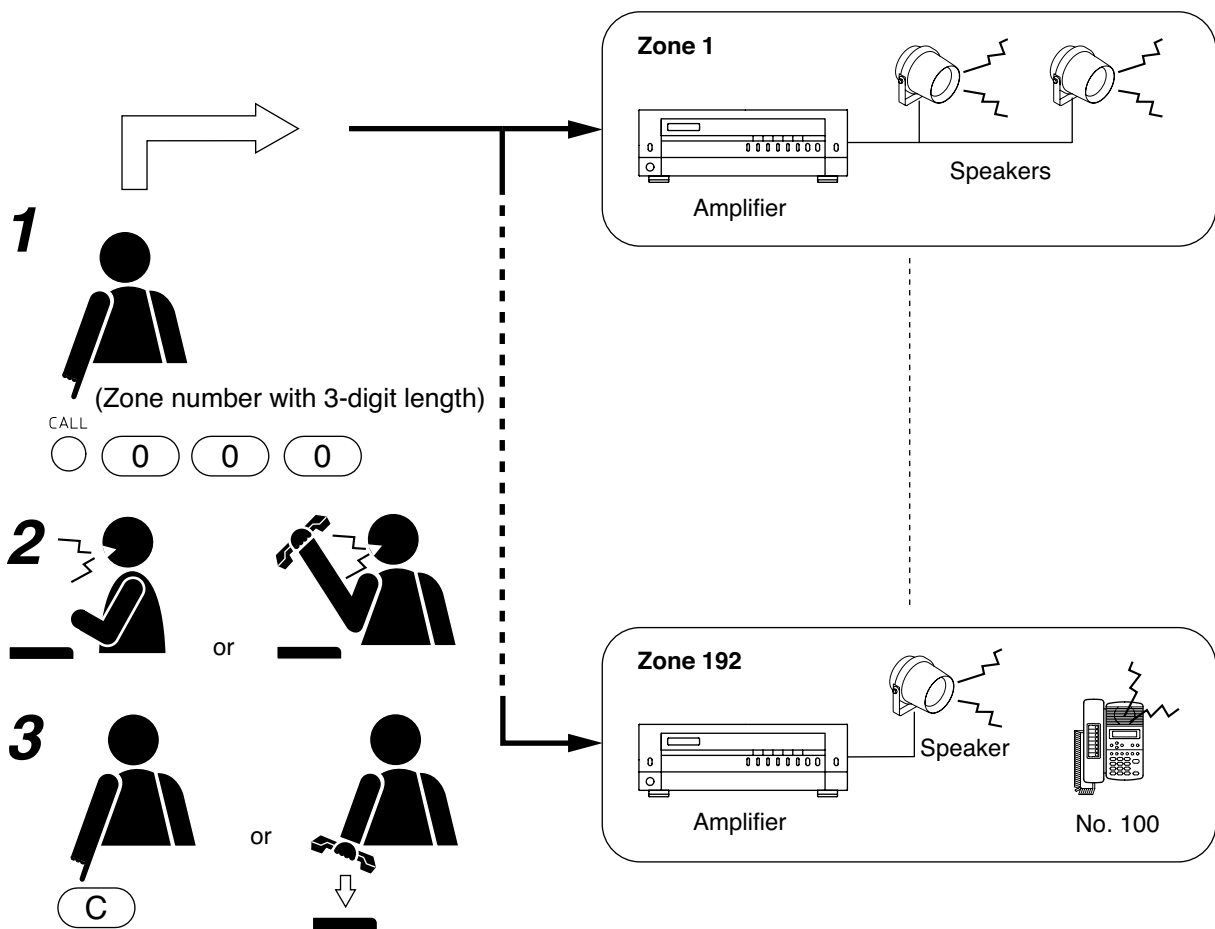 Zone 1
Speakers
Amplifier
1
(Zone number with 3-digit length)
CALL
0 0 0
2
or
3
or
C
Zone 192
Speaker
Amplifier
No. 100